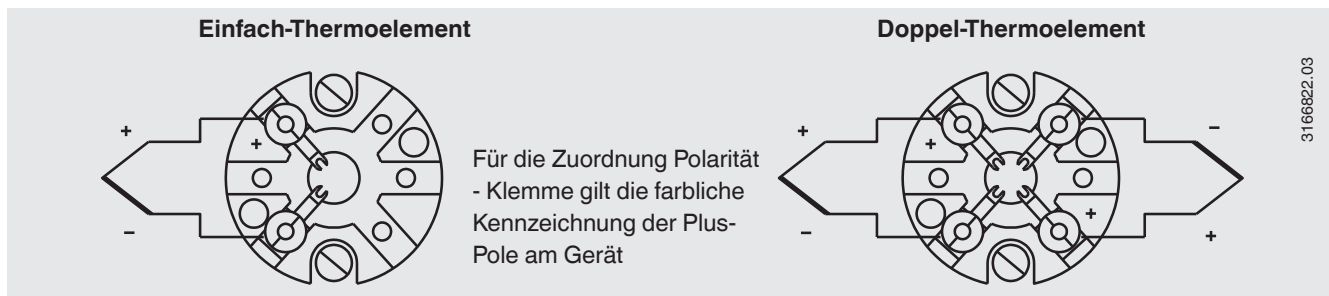 Einfach-Thermoelement
+
+
–
Für die Zuordnung Polarität
- Klemme gilt die farbliche
Kennzeichnung der Plus-
Pole am Gerät
Doppel-Thermoelement
+
–
+
+
–
+
3166822.03